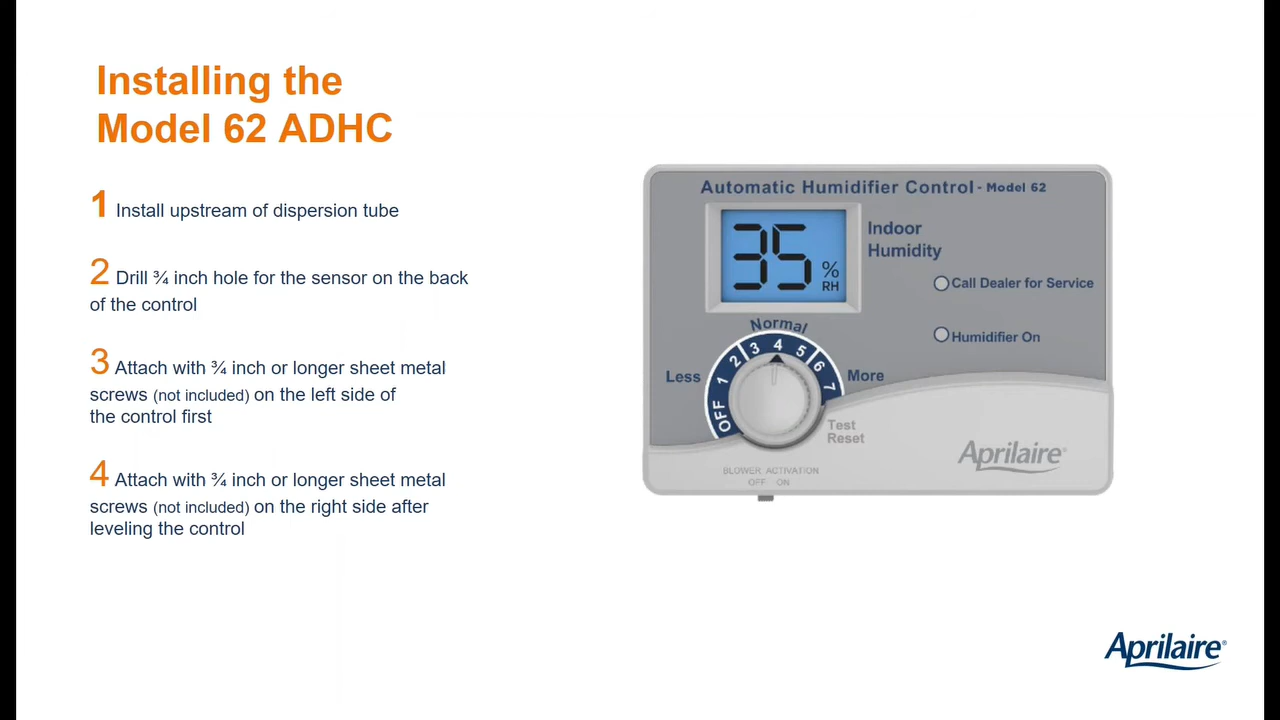 Installing the
Model 62 ADHC
1 Install upstream of dispersion tube
2 Drill ¾ inch hole for the sensor on the back
of the control
3 Attach with ¾ inch or longer sheet metal
screws (not included) on the left side of
the control first
4 Attach with ¾ inch or longer sheet metal
screws (not included) on the right side after
leveling the control
Automatic Humidifier Control - Model 62
35 % RH
Indoor
Humidity
Call Dealer for Service
Humidifier On
Normal
Less
OFF 1 2 3 4 5 6 7
More
Test
Reset
BLOWER ACTIVATION
OFF ON
Aprilaire®
Aprilaire®